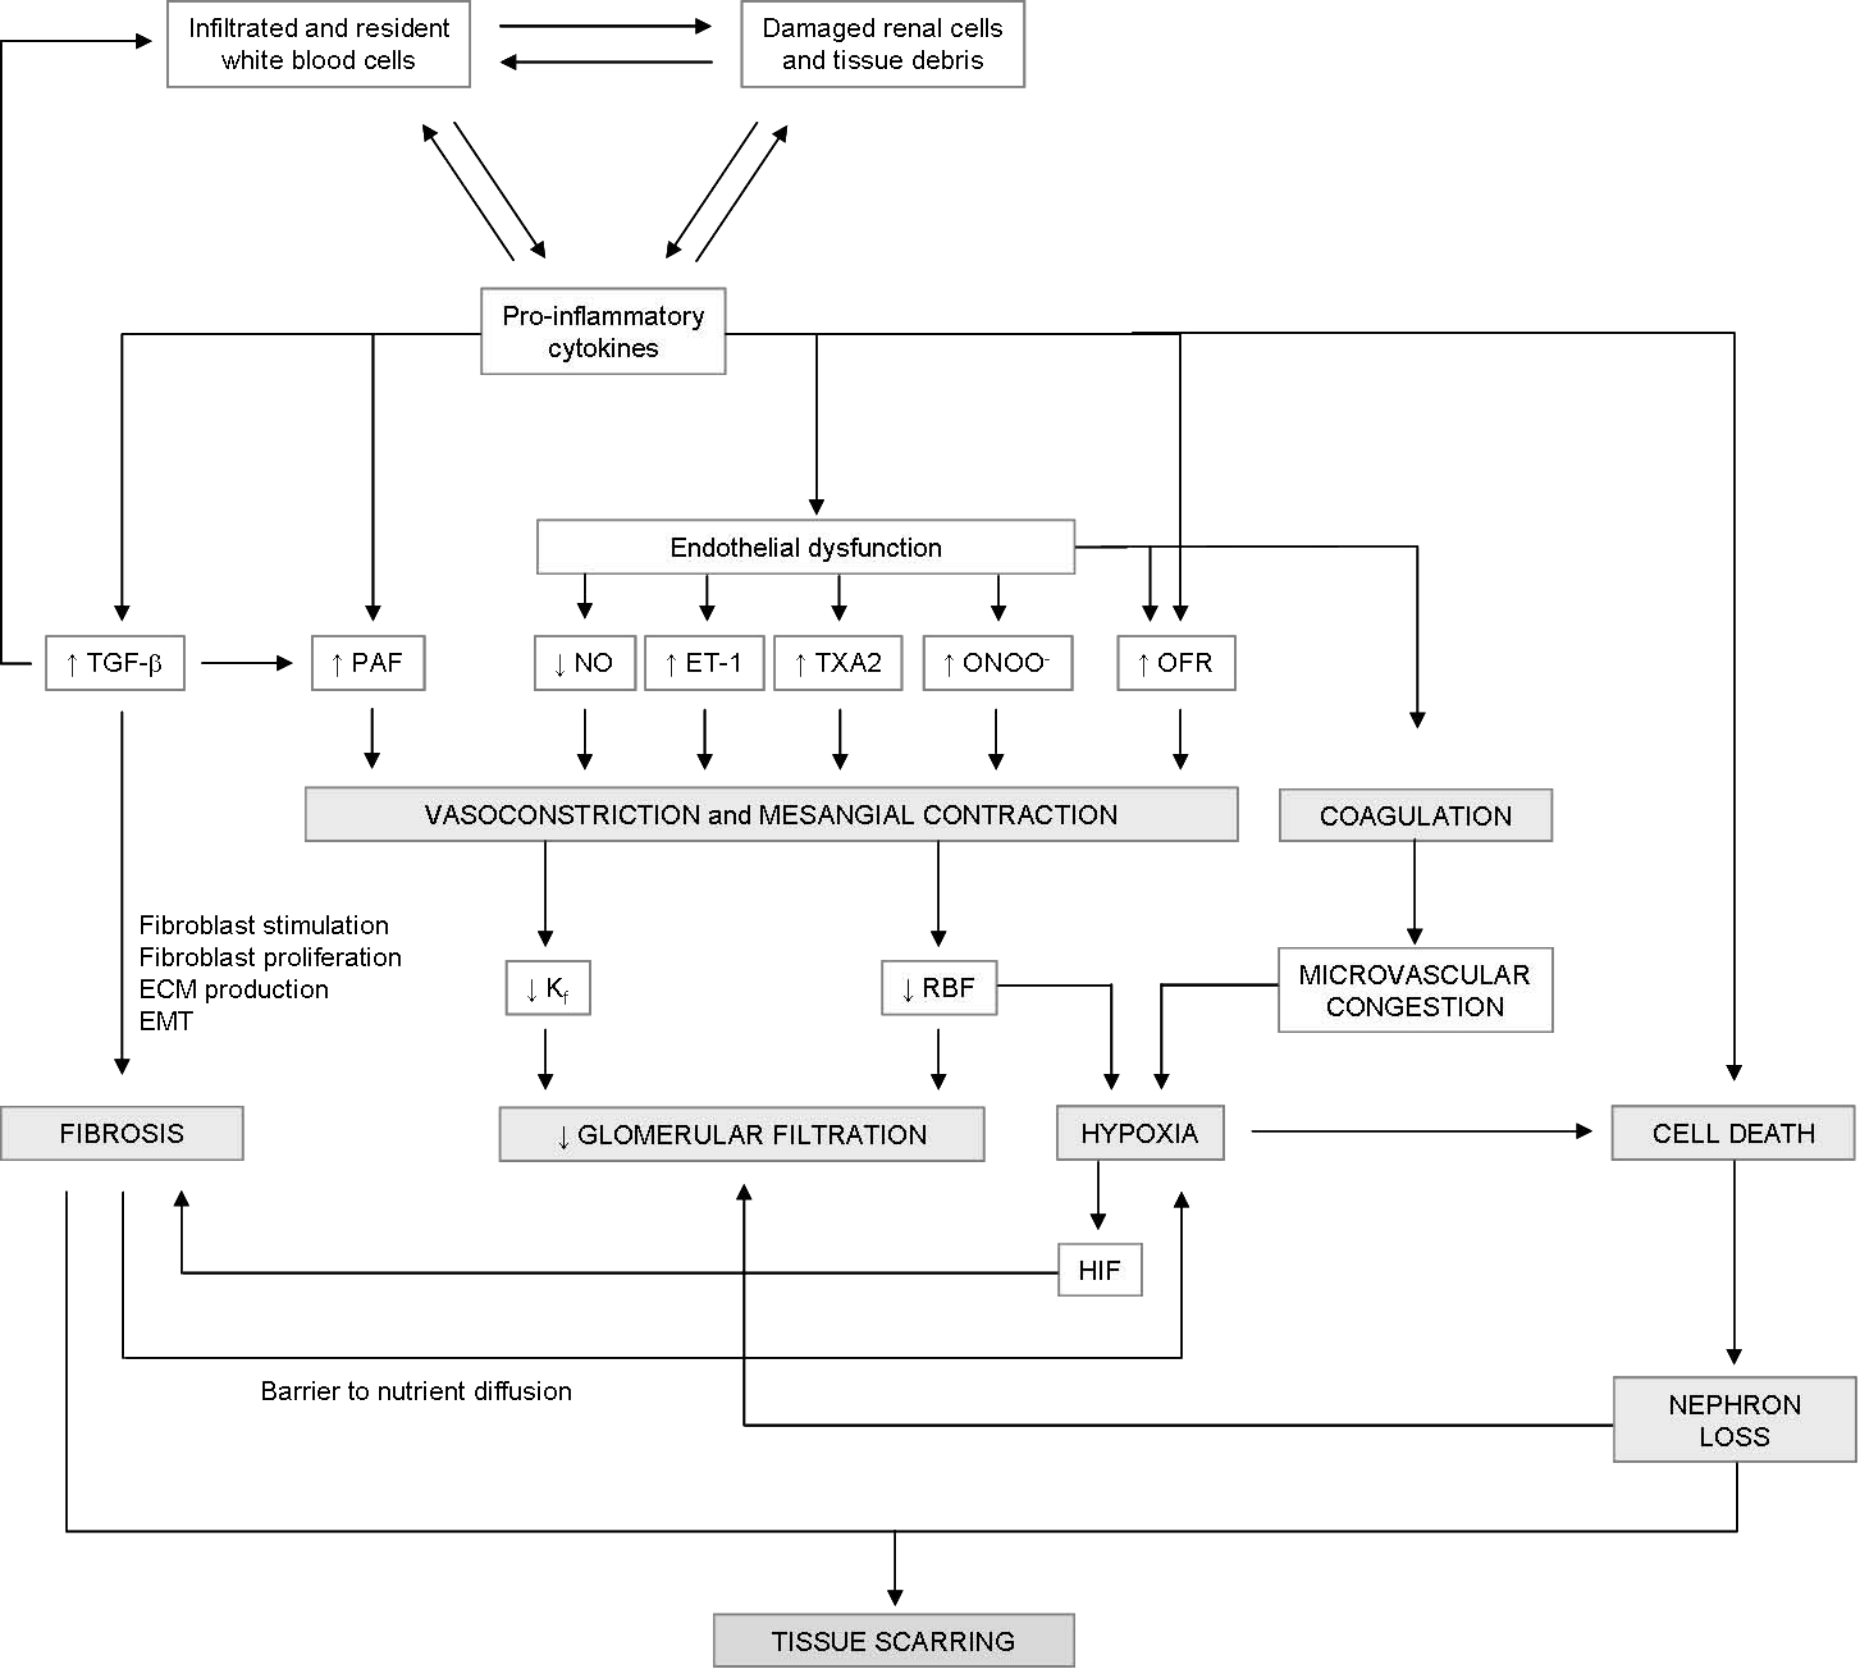 Infiltrated and resident
white blood cells
Damaged renal cells
and tissue debris
Pro-inflammatory
cytokines
Endothelial dysfunction
↑ TGF-β
↑ PAF
↓ NO
↑ ET-1
↑ TXA2
↑ ONOO⁻
↑ OFR
VASOCONSTRICTION and MESANGIAL CONTRACTION
COAGULATION
Fibroblast stimulation
Fibroblast proliferation
ECM production
EMT
↓ Kf
↓ RBF
MICROVASCULAR
CONGESTION
FIBROSIS
↓ GLOMERULAR FILTRATION
HYPOXIA
CELL DEATH
HIF
Barrier to nutrient diffusion
NEPHRON
LOSS
TISSUE SCARRING